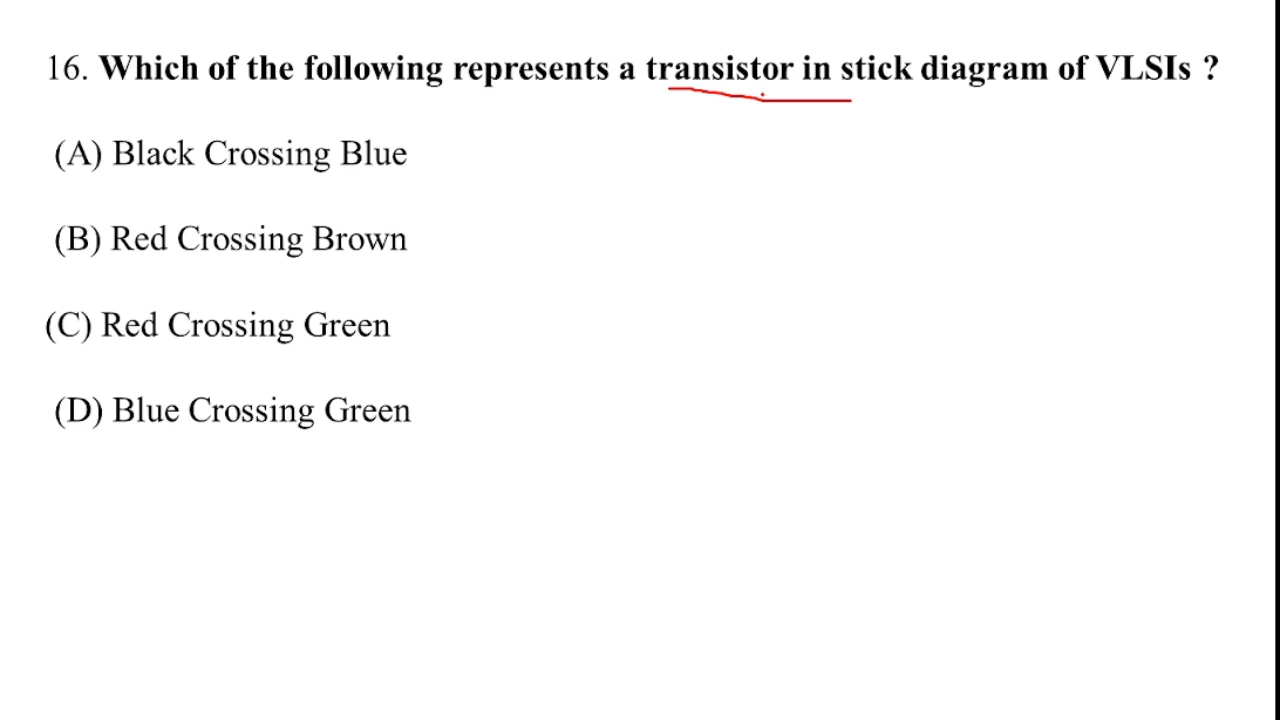 16. Which of the following represents a transistor in stick diagram of VLSIs ?
(A) Black Crossing Blue
(B) Red Crossing Brown
(C) Red Crossing Green
(D) Blue Crossing Green